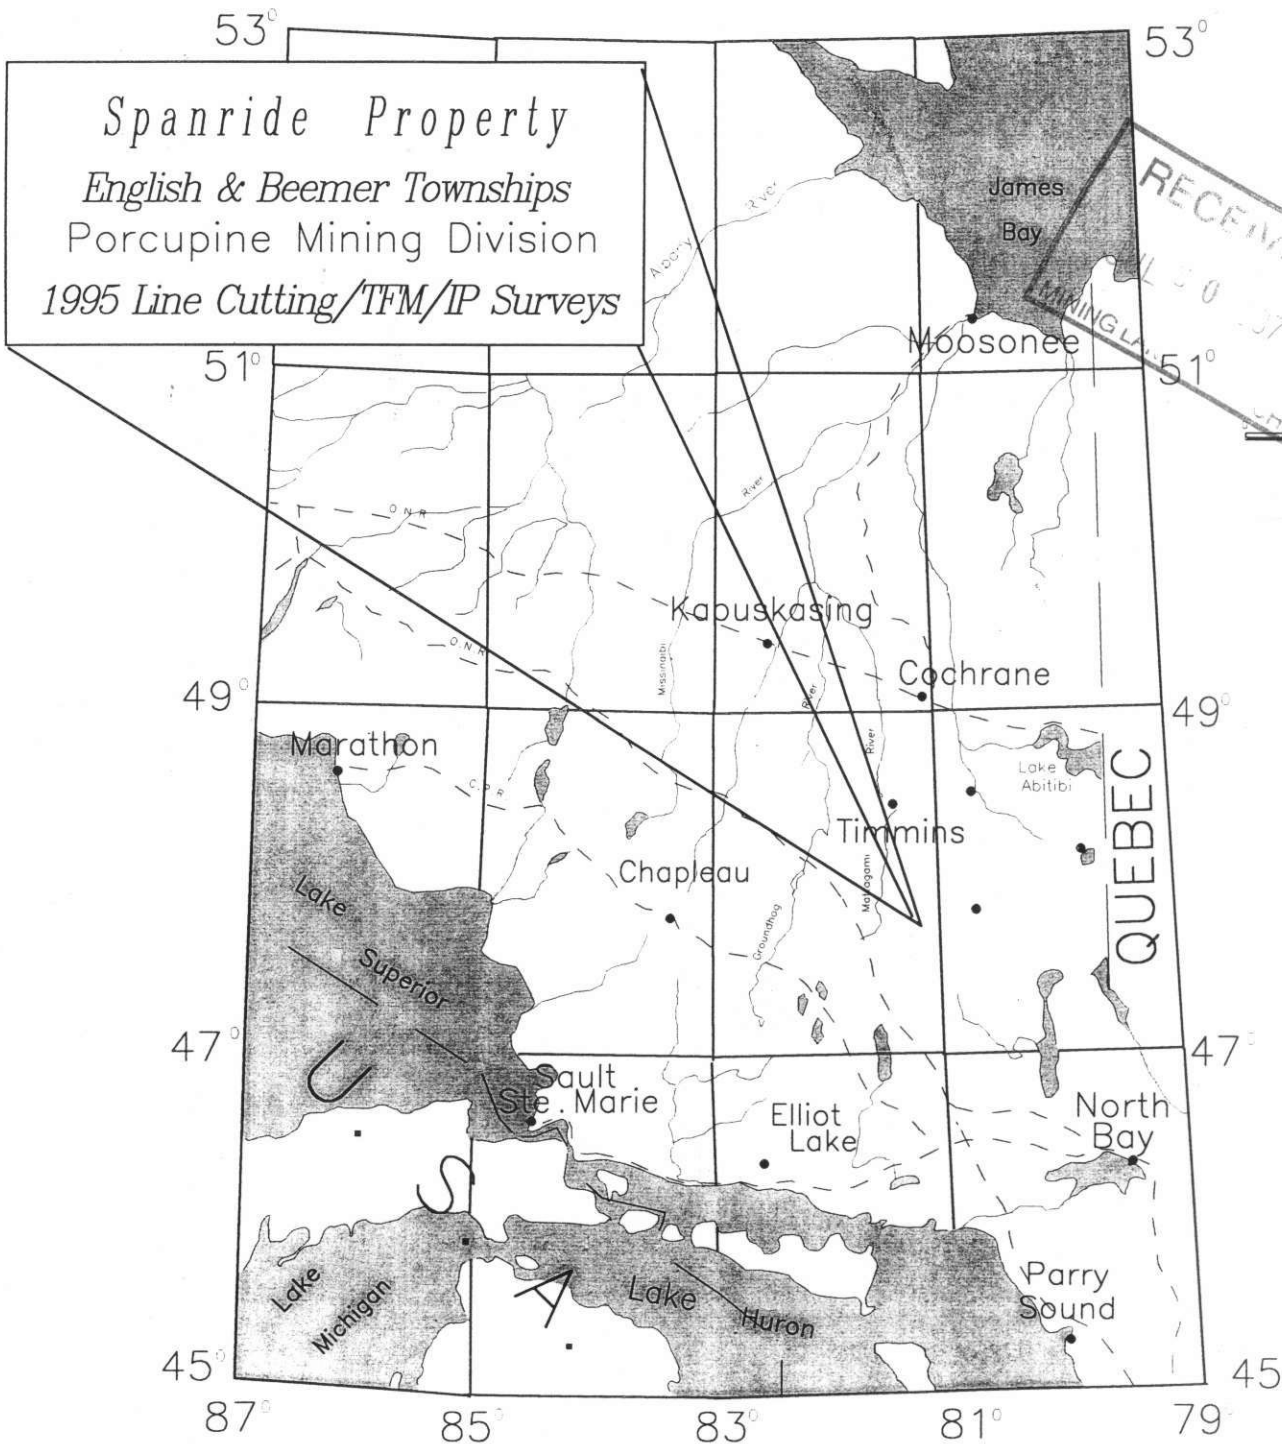 53°
53°
Spanride Property
English & Beemer Townships
Porcupine Mining Division
1995 Line Cutting/TFM/IP Surveys
James
Bay
Albany River
MINING
Moosonee
51°
51°
O.N.R
River
Kapuskasing
O.N.R
Missinaibi
River
Cochrane
49°
49°
Marathon
River
Lake
Abitibi
C.P.R
Timmins
QUEBEC
Chapleau
Mattagami
Groundhog
Lake
Superior
47°
47°
U S A
Sault
Ste. Marie
Elliot
Lake
North
Bay
Lake
Michigan
Lake
Huron
Parry
Sound
45°
45
87°
85°
83°
81°
79°